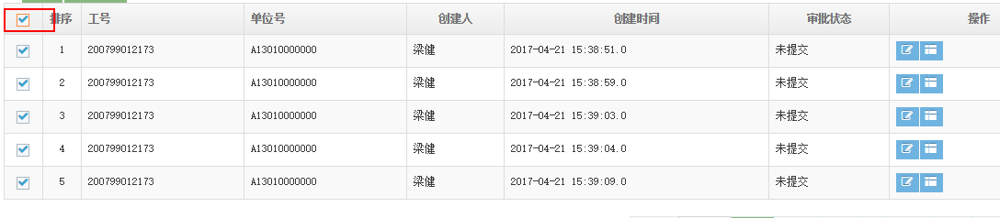 排序 工号 单位号 创建人 创建时间 审批状态 操作
1 200799012173 A13010000000 梁健 2017-04-21 15:38:51.0 未提交
2 200799012173 A13010000000 梁健 2017-04-21 15:38:59.0 未提交
3 200799012173 A13010000000 梁健 2017-04-21 15:39:03.0 未提交
4 200799012173 A13010000000 梁健 2017-04-21 15:39:04.0 未提交
5 200799012173 A13010000000 梁健 2017-04-21 15:39:09.0 未提交